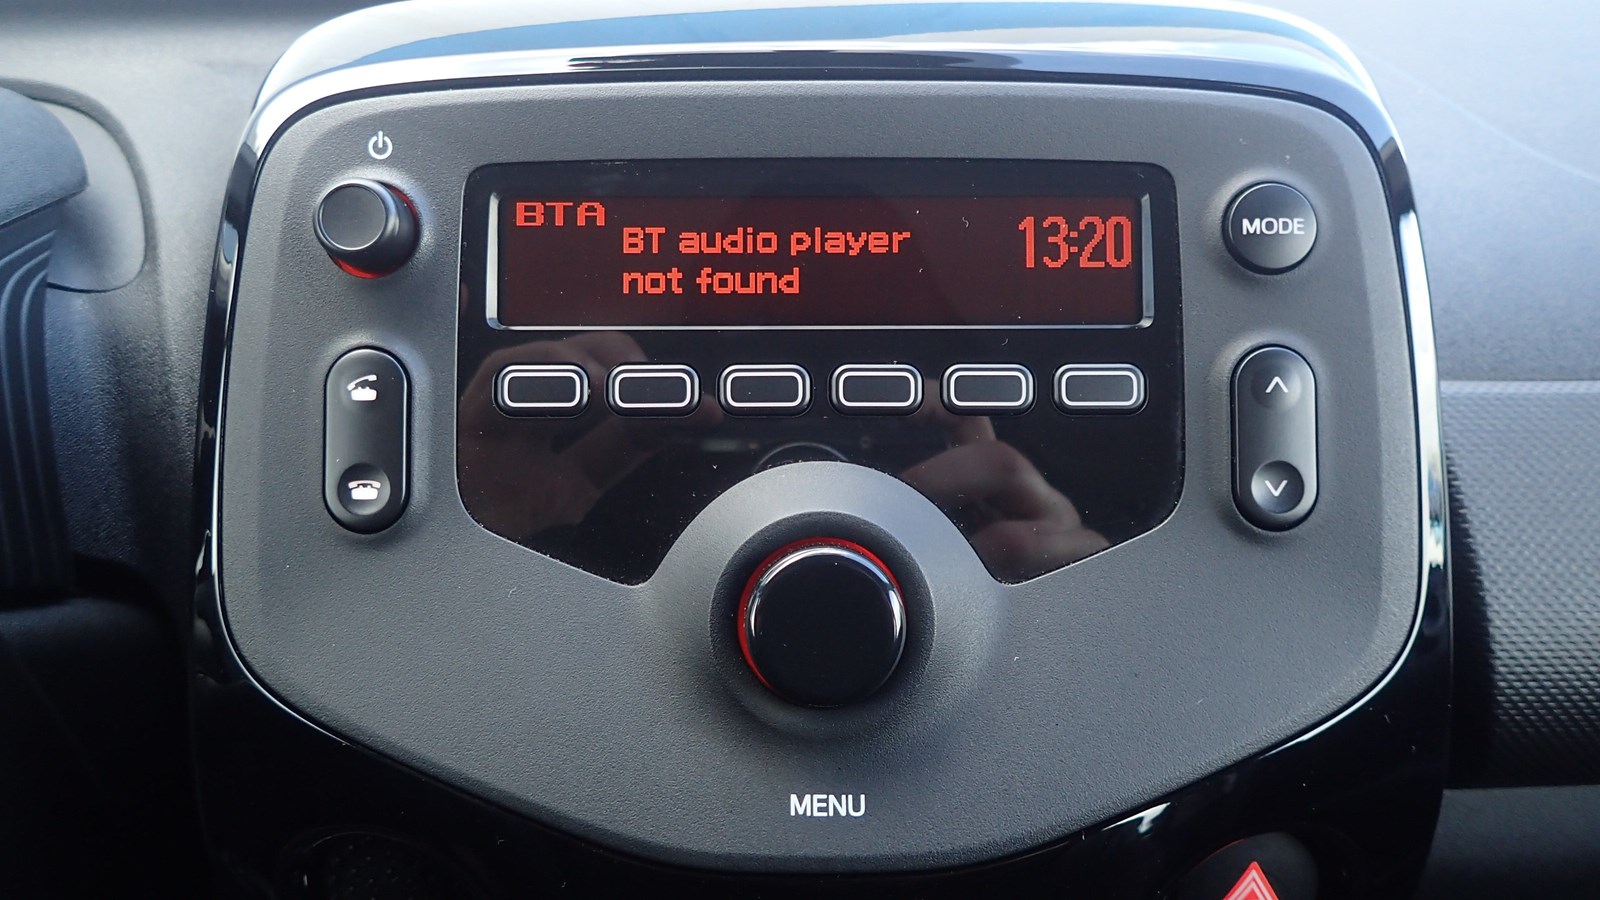 BTA
BT audio player
not found
13:20
MODE
MENU